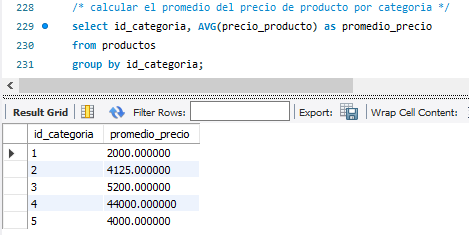 228 /* calcular el promedio del precio de producto por categoria */
229 select id_categoria, AVG(precio_producto) as promedio_precio
230 from productos
231 group by id_categoria;
Result Grid Filter Rows: Export: Wrap Cell Content:
id_categoria promedio_precio
1 2000.000000
2 4125.000000
3 5200.000000
4 44000.000000
5 4000.000000